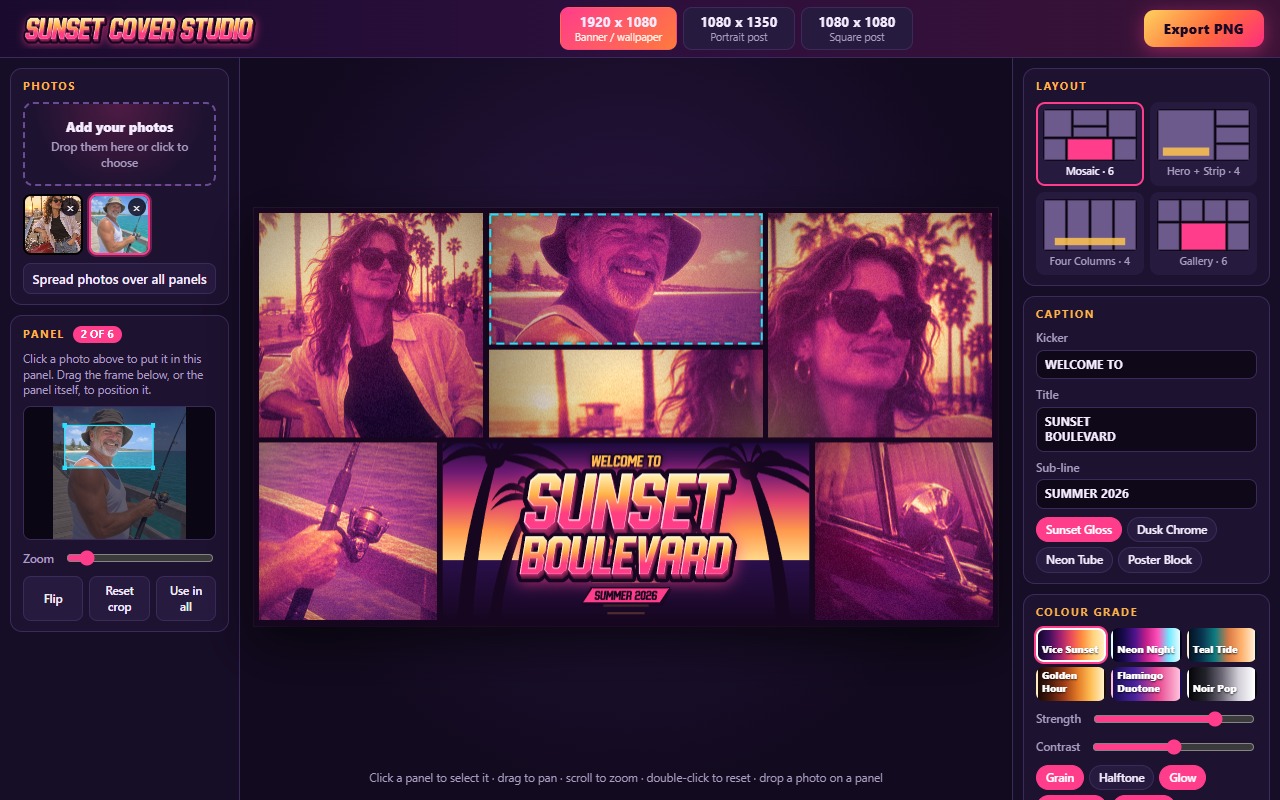 SUNSET COVER STUDIO
1920 x 1080
Banner / wallpaper
1080 x 1350
Portrait post
1080 x 1080
Square post
Export PNG
PHOTOS
Add your photos
Drop them here or click to
choose
Spread photos over all panels
PANEL 2 OF 6
Click a photo above to put it in this
panel. Drag the frame below, or the
panel itself, to position it.
Zoom
Flip
Reset
crop
Use in
all
WELCOME TO
SUNSET
BOULEVARD
SUMMER 2026
Click a panel to select it · drag to pan · scroll to zoom · double-click to reset · drop a photo on a panel
LAYOUT
Mosaic · 6
Hero + Strip · 4
Four Columns · 4
Gallery · 6
CAPTION
Kicker
WELCOME TO
Title
SUNSET
BOULEVARD
Sub-line
SUMMER 2026
Sunset Gloss
Dusk Chrome
Neon Tube
Poster Block
COLOUR GRADE
Vice Sunset
Neon Night
Teal Tide
Golden
Hour
Flamingo
Duotone
Noir Pop
Strength
Contrast
Grain
Halftone
Glow